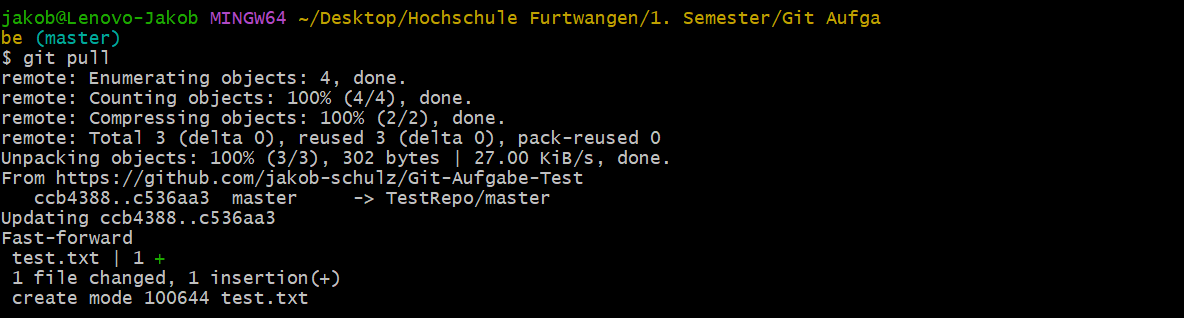 jakob@Lenovo-Jakob MINGW64 ~/Desktop/Hochschule Furtwangen/1. Semester/Git Aufga
be (master)
$ git pull
remote: Enumerating objects: 4, done.
remote: Counting objects: 100% (4/4), done.
remote: Compressing objects: 100% (2/2), done.
remote: Total 3 (delta 0), reused 3 (delta 0), pack-reused 0
Unpacking objects: 100% (3/3), 302 bytes | 27.00 KiB/s, done.
From https://github.com/jakob-schulz/Git-Aufgabe-Test
   ccb4388..c536aa3  master     -> TestRepo/master
Updating ccb4388..c536aa3
Fast-forward
 test.txt | 1 +
 1 file changed, 1 insertion(+)
 create mode 100644 test.txt